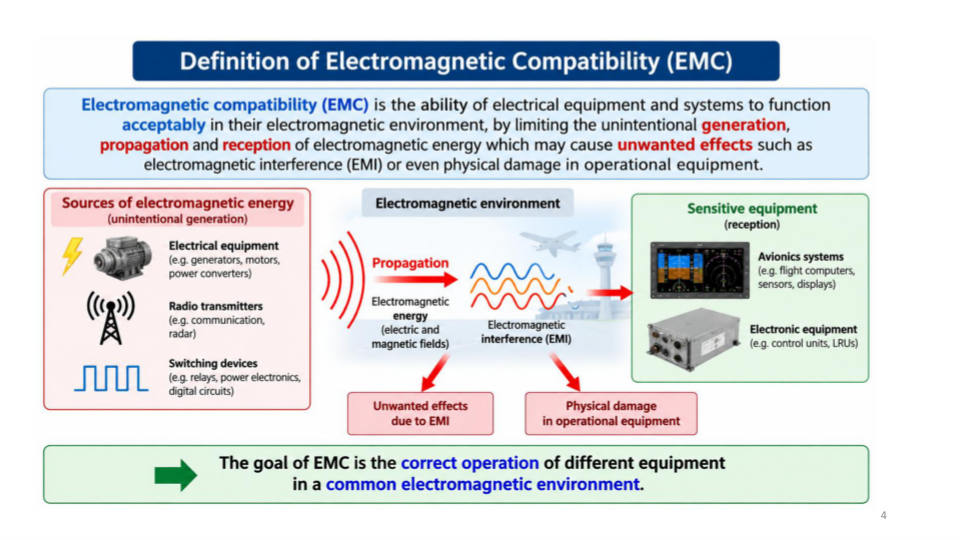 Definition of Electromagnetic Compatibility (EMC)
Electromagnetic compatibility (EMC) is the ability of electrical equipment and systems to function
acceptably in their electromagnetic environment, by limiting the unintentional generation,
propagation and reception of electromagnetic energy which may cause unwanted effects such as
electromagnetic interference (EMI) or even physical damage in operational equipment.
Sources of electromagnetic energy
(unintentional generation)
Electrical equipment
(e.g. generators, motors,
power converters)
Radio transmitters
(e.g. communication,
radar)
Switching devices
(e.g. relays, power electronics,
digital circuits)
Electromagnetic environment
Propagation
Electromagnetic
energy
(electric and
magnetic fields)
Electromagnetic
interference (EMI)
Unwanted effects
due to EMI
Physical damage
in operational equipment
Sensitive equipment
(reception)
Avionics systems
(e.g. flight computers,
sensors, displays)
Electronic equipment
(e.g. control units, LRUs)
The goal of EMC is the correct operation of different equipment
in a common electromagnetic environment.
4